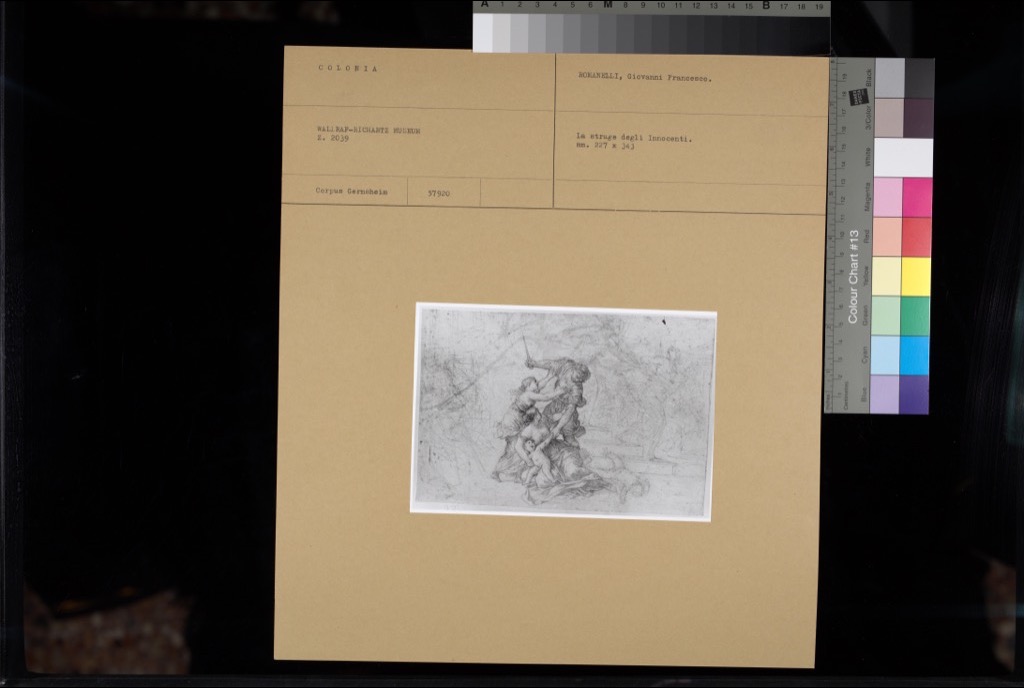 A 1 2 3 4 5 6 M 8 9 10 11 12 13 14 15 B 17 18 19
COLONIA
ROMANELLI, Giovanni Francesco.
WALLRAF-RICHARTZ MUSEUM
Z. 2039
La strage degli Innocenti.
mm. 227 x 343
Corpus Gernsheim
57920
Colour Chart #13
Black
3/Color
White
Magenta
Red
Yellow
Green
Cyan
Blue